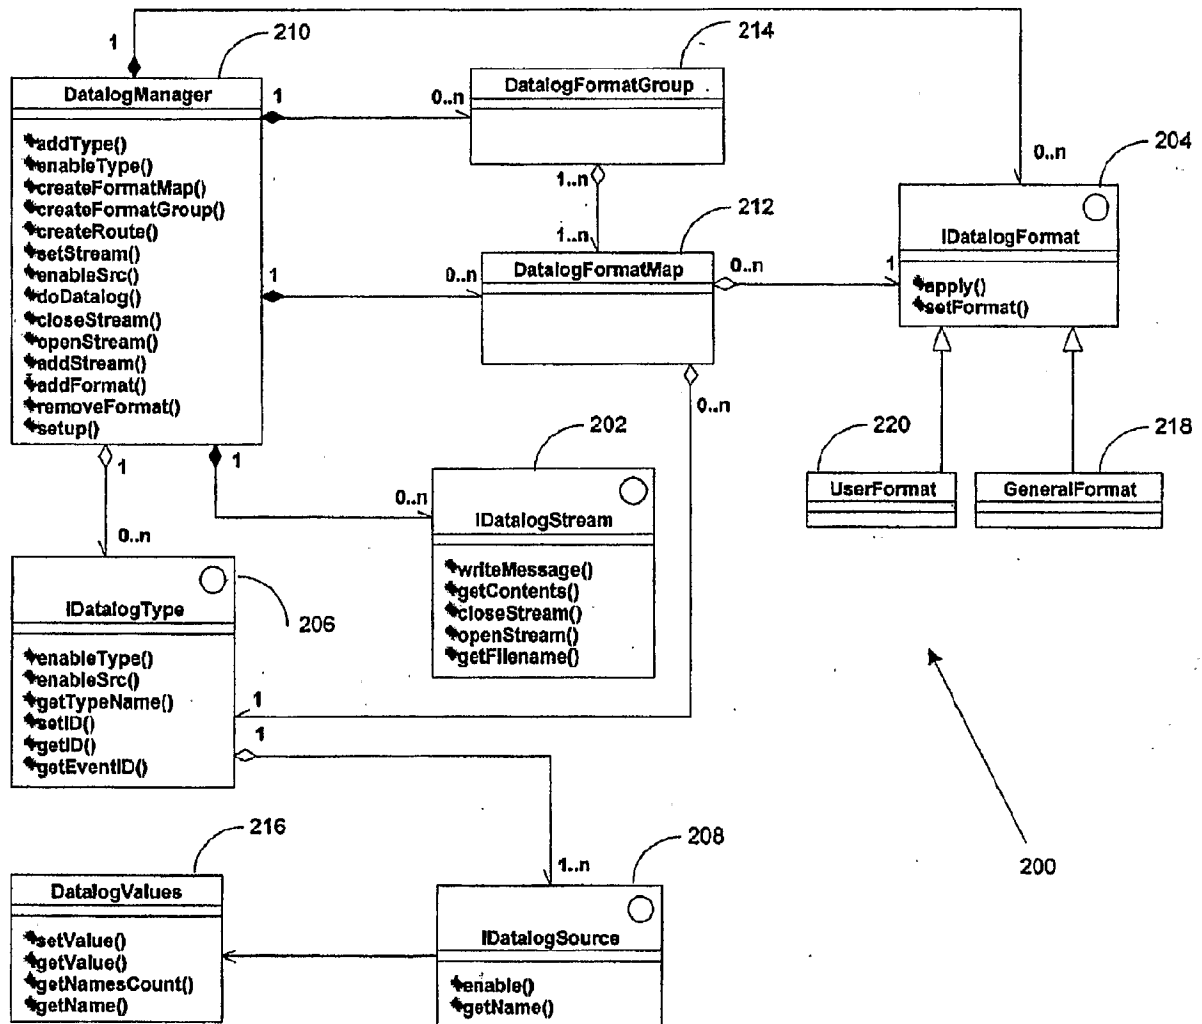 210
214
1
DatalogManager
1
0..n
DatalogFormatGroup
addType()
enableType()
createFormatMap()
createFormatGroup()
createRoute()
setStream()
enableSrc()
doDatalog()
closeStream()
openStream()
addStream()
addFormat()
removeFormat()
setup()
1..n
1..n
212
1
0..n
DatalogFormatMap
0..n
1
0..n
0..n
204
IDatalogFormat
apply()
setFormat()
220
218
UserFormat
GeneralFormat
1
1
0..n
0..n
202
IDatalogStream
writeMessage()
getContents()
closeStream()
openStream()
getFilename()
IDatalogType
206
enableType()
enableSrc()
getTypeName()
setID()
getID()
getEventID()
1
1
1..n
200
216
208
DatalogValues
setValue()
getValue()
getNamesCount()
getName()
IDatalogSource
enable()
getName()